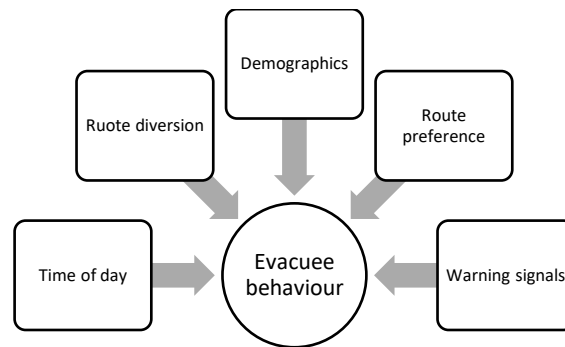 Demographics
Ruote diversion
Route
preference
Time of day
Evacuee
behaviour
Warning signals